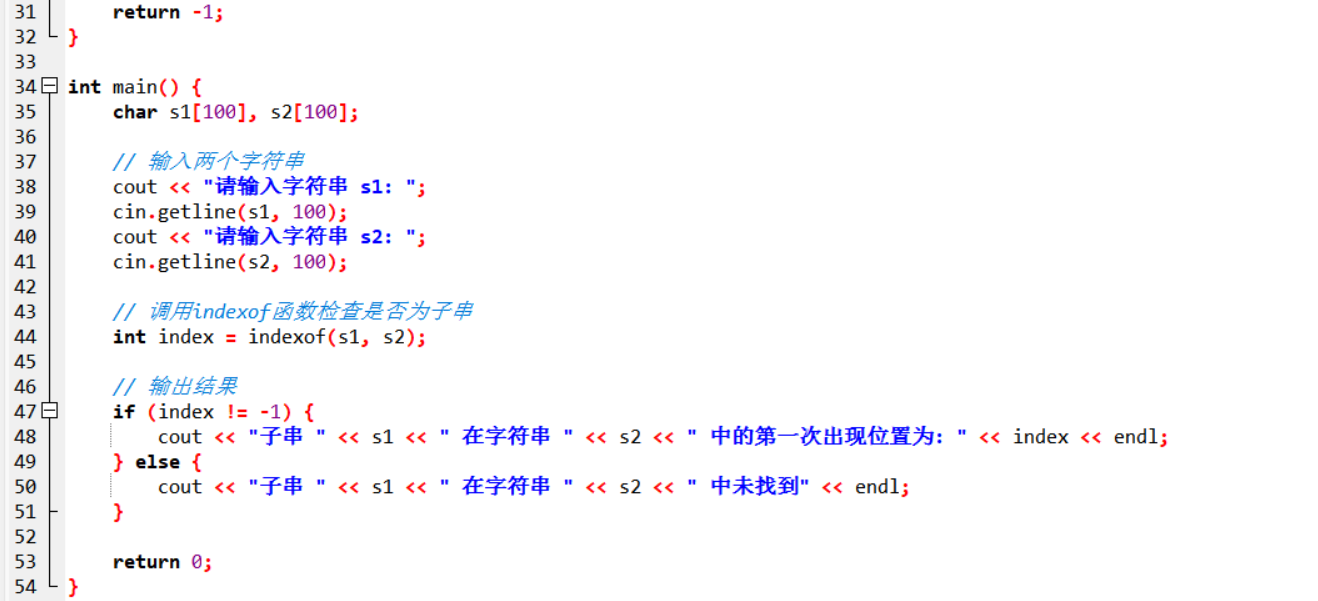 31 return -1;
32 }
33
34 int main() {
35 char s1[100], s2[100];
36
37 // 输入两个字符串
38 cout << "请输入字符串 s1: ";
39 cin.getline(s1, 100);
40 cout << "请输入字符串 s2: ";
41 cin.getline(s2, 100);
42
43 // 调用indexof函数检查是否为子串
44 int index = indexof(s1, s2);
45
46 // 输出结果
47 if (index != -1) {
48 cout << "子串 " << s1 << " 在字符串 " << s2 << " 中的第一次出现位置为: " << index << endl;
49 } else {
50 cout << "子串 " << s1 << " 在字符串 " << s2 << " 中未找到" << endl;
51 }
52
53 return 0;
54 }